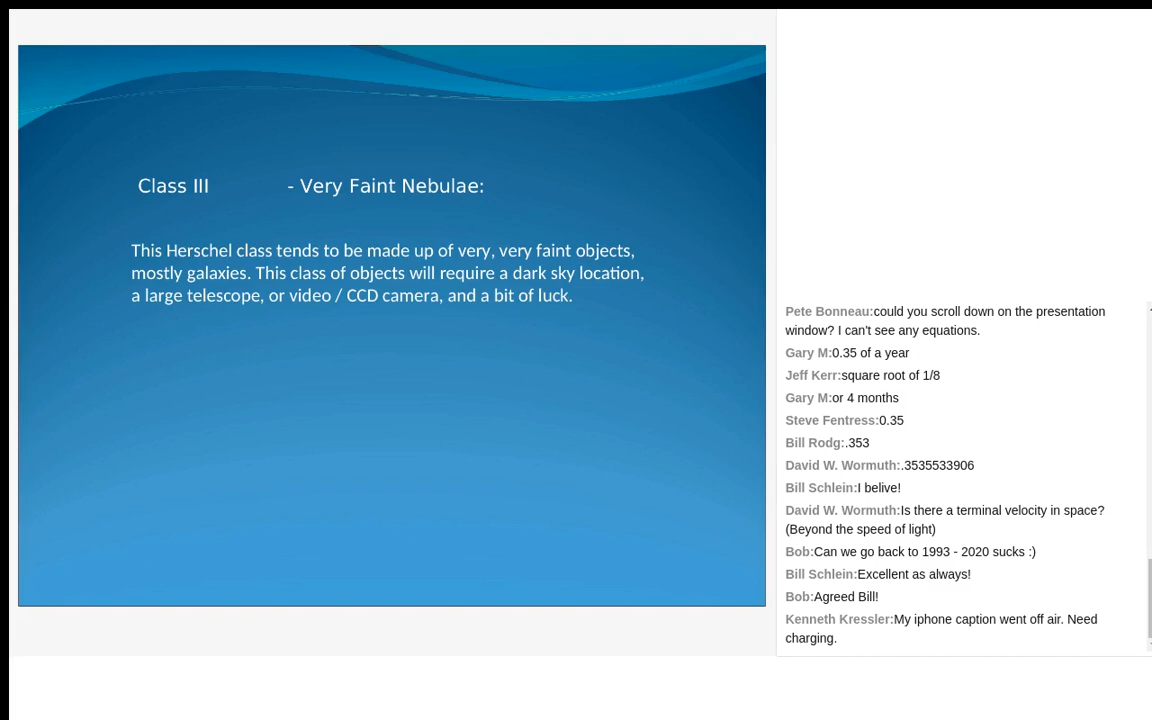 Class III - Very Faint Nebulae:
This Herschel class tends to be made up of very, very faint objects,
mostly galaxies. This class of objects will require a dark sky location,
a large telescope, or video / CCD camera, and a bit of luck.
Pete Bonneau:could you scroll down on the presentation
window? I can't see any equations.
Gary M:0.35 of a year
Jeff Kerr:square root of 1/8
Gary M:or 4 months
Steve Fentress:0.35
Bill Rodg:.353
David W. Wormuth:.3535533906
Bill Schlein:I belive!
David W. Wormuth:Is there a terminal velocity in space?
(Beyond the speed of light)
Bob:Can we go back to 1993 - 2020 sucks :)
Bill Schlein:Excellent as always!
Bob:Agreed Bill!
Kenneth Kressler:My iphone caption went off air. Need
charging.